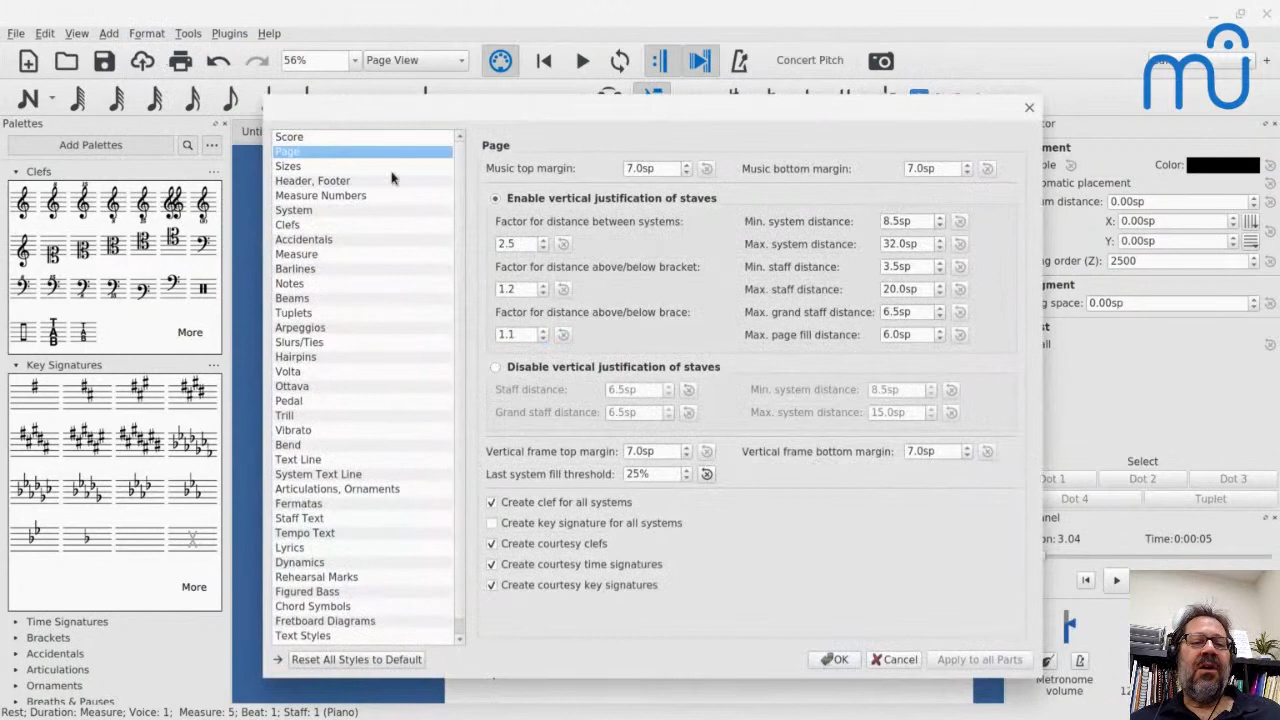 File Edit View Add Format Tools Plugins Help
56% Page View Concert Pitch
Palettes
Add Palettes
Clefs
More
Key Signatures
More
Time Signatures
Brackets
Accidentals
Articulations
Ornaments
Breaths & Pauses
Score
Page
Sizes
Header, Footer
Measure Numbers
System
Clefs
Accidentals
Measure
Barlines
Notes
Beams
Tuplets
Arpeggios
Slurs/Ties
Hairpins
Volta
Ottava
Pedal
Trill
Vibrato
Bend
Text Line
System Text Line
Articulations, Ornaments
Fermatas
Staff Text
Tempo Text
Lyrics
Dynamics
Rehearsal Marks
Figured Bass
Chord Symbols
Fretboard Diagrams
Text Styles
Reset All Styles to Default
Page
Music top margin: 7.0sp Music bottom margin: 7.0sp
Enable vertical justification of staves
Factor for distance between systems: Min. system distance: 8.5sp
2.5 Max. system distance: 32.0sp
Factor for distance above/below bracket: Min. staff distance: 3.5sp
1.2 Max. staff distance: 20.0sp
Factor for distance above/below brace: Max. grand staff distance: 6.5sp
1.1 Max. page fill distance: 6.0sp
Disable vertical justification of staves
Staff distance: 6.5sp Min. system distance: 8.5sp
Grand staff distance: 6.5sp Max. system distance: 15.0sp
Vertical frame top margin: 7.0sp Vertical frame bottom margin: 7.0sp
Last system fill threshold: 25%
Create clef for all systems
Create key signature for all systems
Create courtesy clefs
Create courtesy time signatures
Create courtesy key signatures
OK Cancel Apply to all Parts
Color:
automatic placement
distance: 0.00sp
X: 0.00sp
Y: 0.00sp
order (Z): 2500
space: 0.00sp
Select
Dot 1 Dot 2 Dot 3
Dot 4 Tuplet
3.04 Time:0:00:05
Metronome
volume
Rest; Duration: Measure; Voice: 1; Measure: 5; Beat: 1; Staff: 1 (Piano)